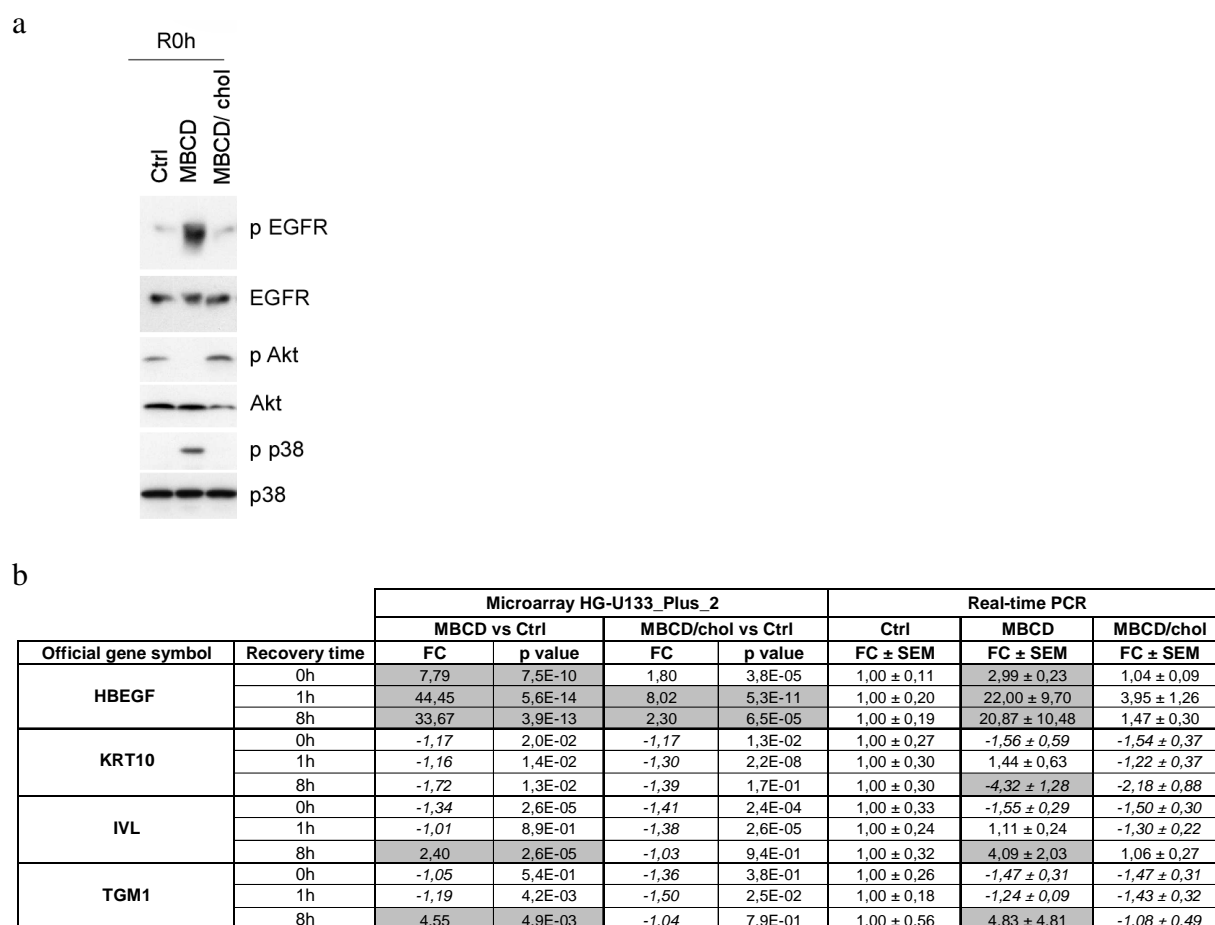 a
R0h
Ctrl
MBCD
MBCD/ chol
p EGFR
EGFR
p Akt
Akt
p p38
p38
b
Microarray HG-U133_Plus_2 Real-time PCR
MBCD vs Ctrl MBCD/chol vs Ctrl Ctrl MBCD MBCD/chol
Official gene symbol Recovery time FC p value FC p value FC ± SEM FC ± SEM FC ± SEM
HBEGF
0h 7,79 7,5E-10 1,80 3,8E-05 1,00 ± 0,11 2,99 ± 0,23 1,04 ± 0,09
1h 44,45 5,6E-14 8,02 5,3E-11 1,00 ± 0,20 22,00 ± 9,70 3,95 ± 1,26
8h 33,67 3,9E-13 2,30 6,5E-05 1,00 ± 0,19 20,87 ± 10,48 1,47 ± 0,30
KRT10
0h -1,17 2,0E-02 -1,17 1,3E-02 1,00 ± 0,27 -1,56 ± 0,59 -1,54 ± 0,37
1h -1,16 1,4E-02 -1,30 2,2E-08 1,00 ± 0,30 1,44 ± 0,63 -1,22 ± 0,37
8h -1,72 1,3E-02 -1,39 1,7E-01 1,00 ± 0,30 -4,32 ± 1,28 -2,18 ± 0,88
IVL
0h -1,34 2,6E-05 -1,41 2,4E-04 1,00 ± 0,33 -1,55 ± 0,29 -1,50 ± 0,30
1h -1,01 8,9E-01 -1,38 2,6E-05 1,00 ± 0,24 1,11 ± 0,24 -1,30 ± 0,22
8h 2,40 2,6E-05 -1,03 9,4E-01 1,00 ± 0,32 4,09 ± 2,03 1,06 ± 0,27
TGM1
0h -1,05 5,4E-01 -1,36 3,8E-01 1,00 ± 0,26 -1,47 ± 0,31 -1,47 ± 0,31
1h -1,19 4,2E-03 -1,50 2,5E-02 1,00 ± 0,18 -1,24 ± 0,09 -1,43 ± 0,32
8h 4,55 4,9E-03 -1,04 7,9E-01 1,00 ± 0,56 4,83 ± 4,81 -1,08 ± 0,49